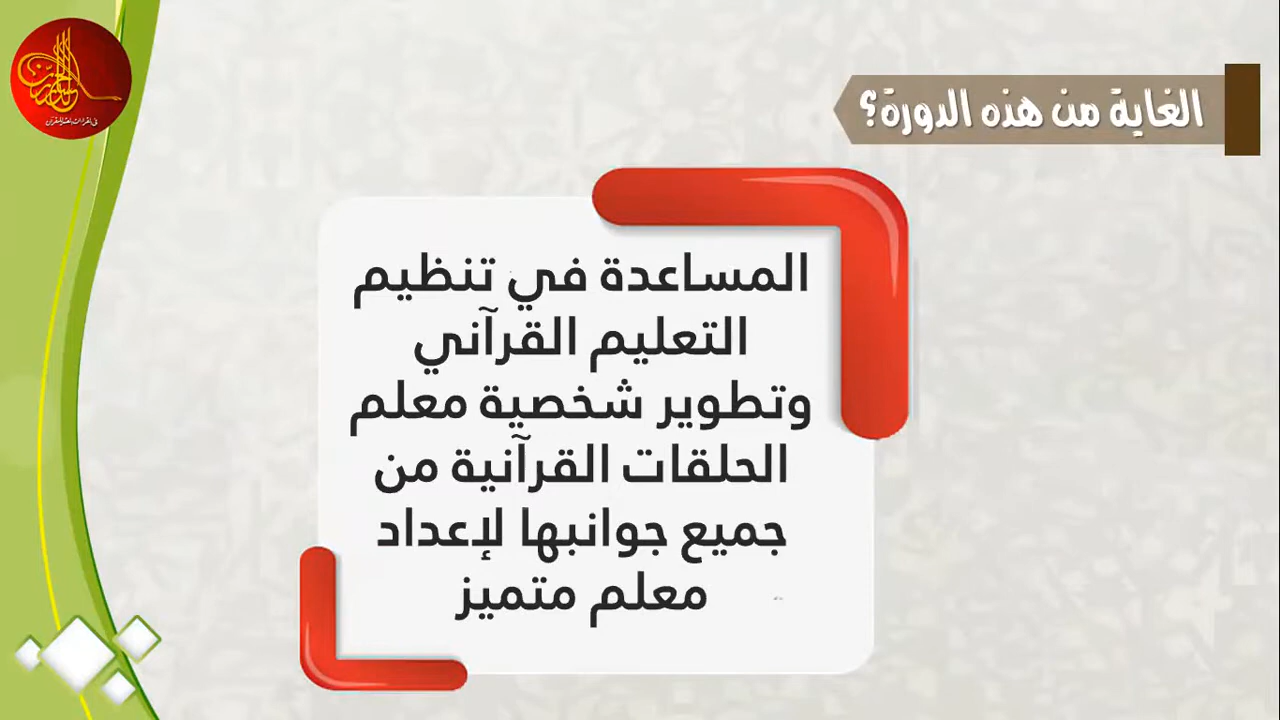 الغاية من هذه الدورة؟
المساعدة في تنظيم
التعليم القرآني
وتطوير شخصية معلم
الحلقات القرآنية من
جميع جوانبها لإعداد
معلم متميز